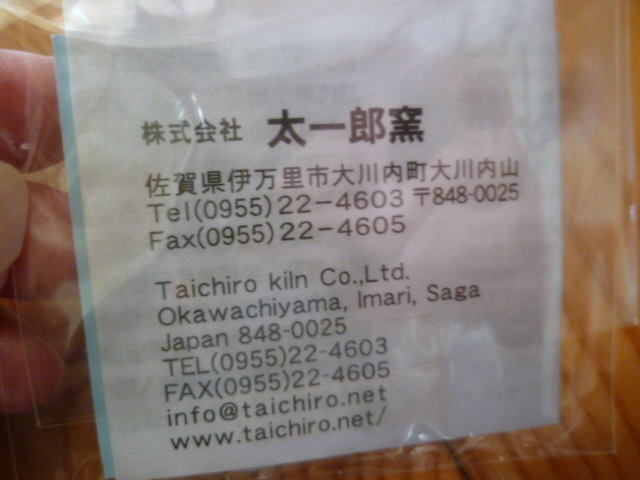 株式会社 太一郎窯
佐賀県伊万里市大川内町大川内山
Tel(0955)22-4603 〒848-0025
Fax(0955)22-4605
Taichiro kiln Co.,Ltd.
Okawachiyama, Imari, Saga
Japan 848-0025
TEL(0955)22-4603
FAX(0955)22-4605
info@taichiro.net
www.taichiro.net/